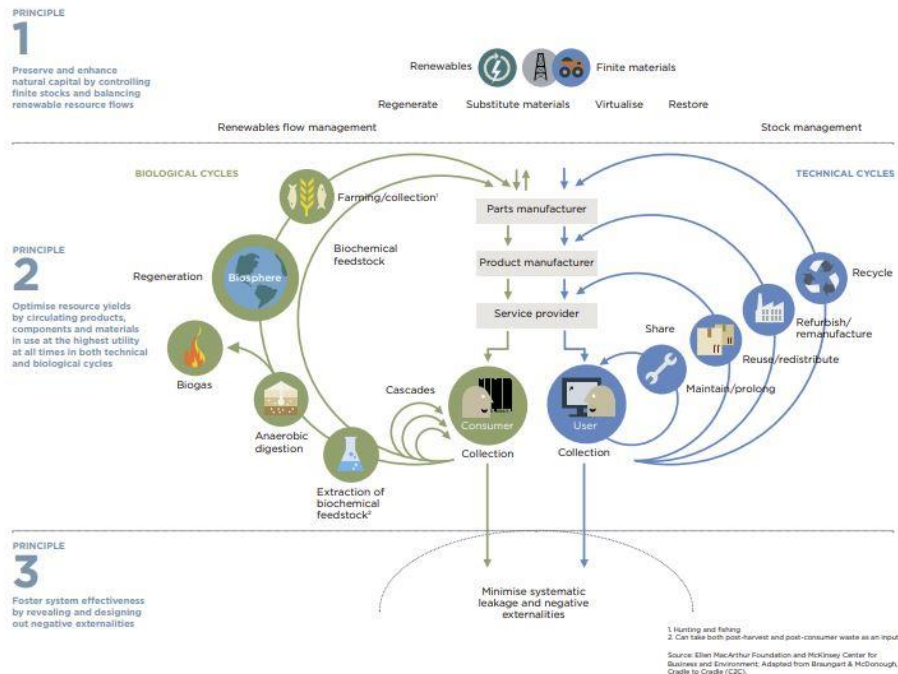 PRINCIPLE
1
Preserve and enhance
natural capital by controlling
finite stocks and balancing
renewable resource flows
Renewables
Finite materials
Regenerate
Substitute materials
Virtualise
Restore
Renewables flow management
Stock management
PRINCIPLE
2
Optimise resource yields
by circulating products,
components and materials
in use at the highest utility
at all times in both technical
and biological cycles
BIOLOGICAL CYCLES
TECHNICAL CYCLES
Farming/collection¹
Parts manufacturer
Biochemical
feedstock
Regeneration
Biosphere
Product manufacturer
Recycle
Service provider
Share
Refurbish/
remanufacture
Reuse/redistribute
Maintain/prolong
Biogas
Cascades
Consumer
User
Anaerobic
digestion
Collection
Collection
Extraction of
biochemical
feedstock²
PRINCIPLE
3
Foster system effectiveness
by revealing and designing
out negative externalities
Minimise systematic
leakage and negative
externalities
1. Hunting and fishing
2. Can take both post-harvest and post-consumer waste as an input
Source: Ellen MacArthur Foundation and McKinsey Center for
Business and Environment; Adapted from Braungart & McDonough,
Cradle to Cradle (C2C).